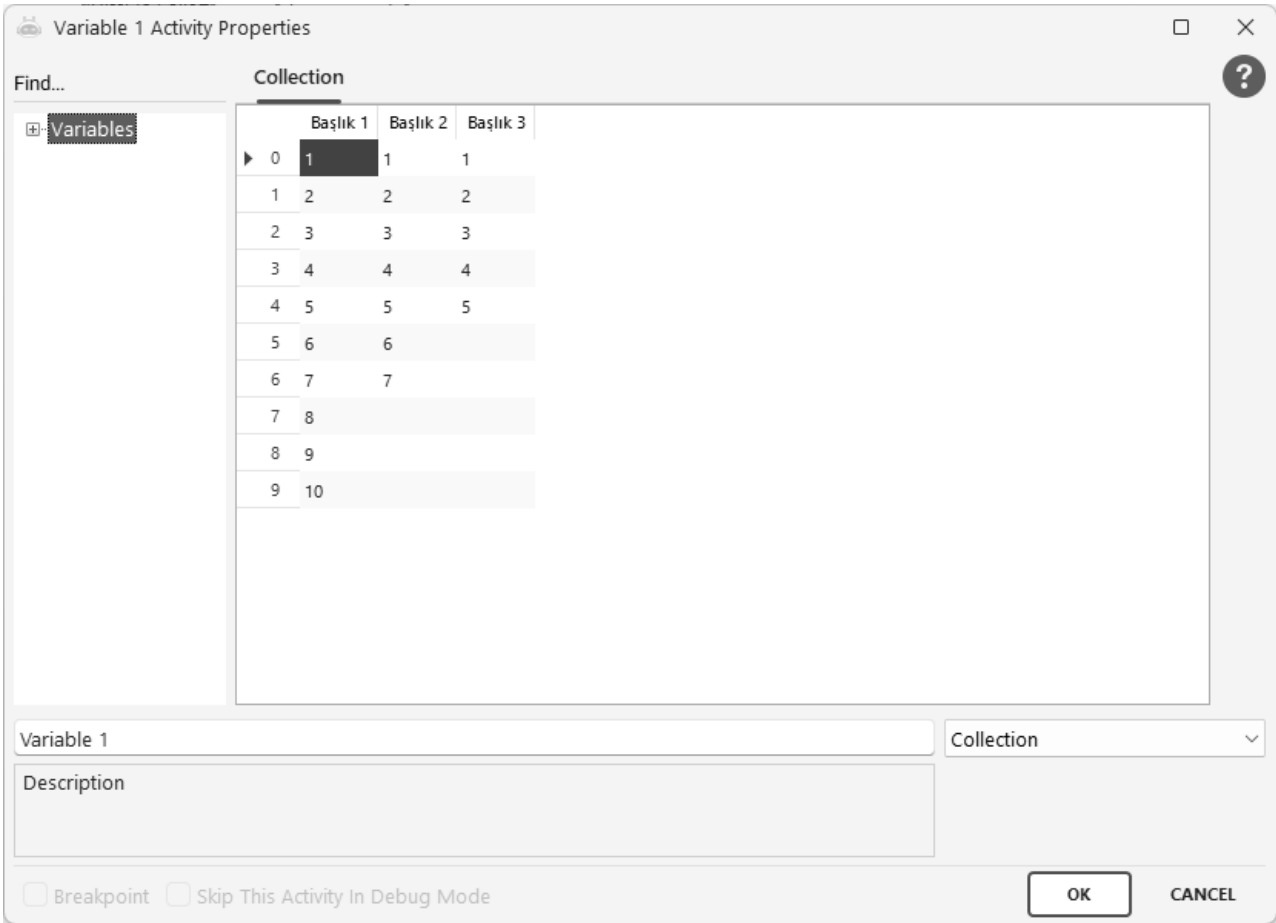 Variable 1 Activity Properties
Find...
Collection
?
Variables
Başlık 1 Başlık 2 Başlık 3
0 1 1 1
1 2 2 2
2 3 3 3
3 4 4 4
4 5 5 5
5 6 6
6 7 7
7 8
8 9
9 10
Variable 1
Collection
Description
Breakpoint Skip This Activity In Debug Mode
OK CANCEL